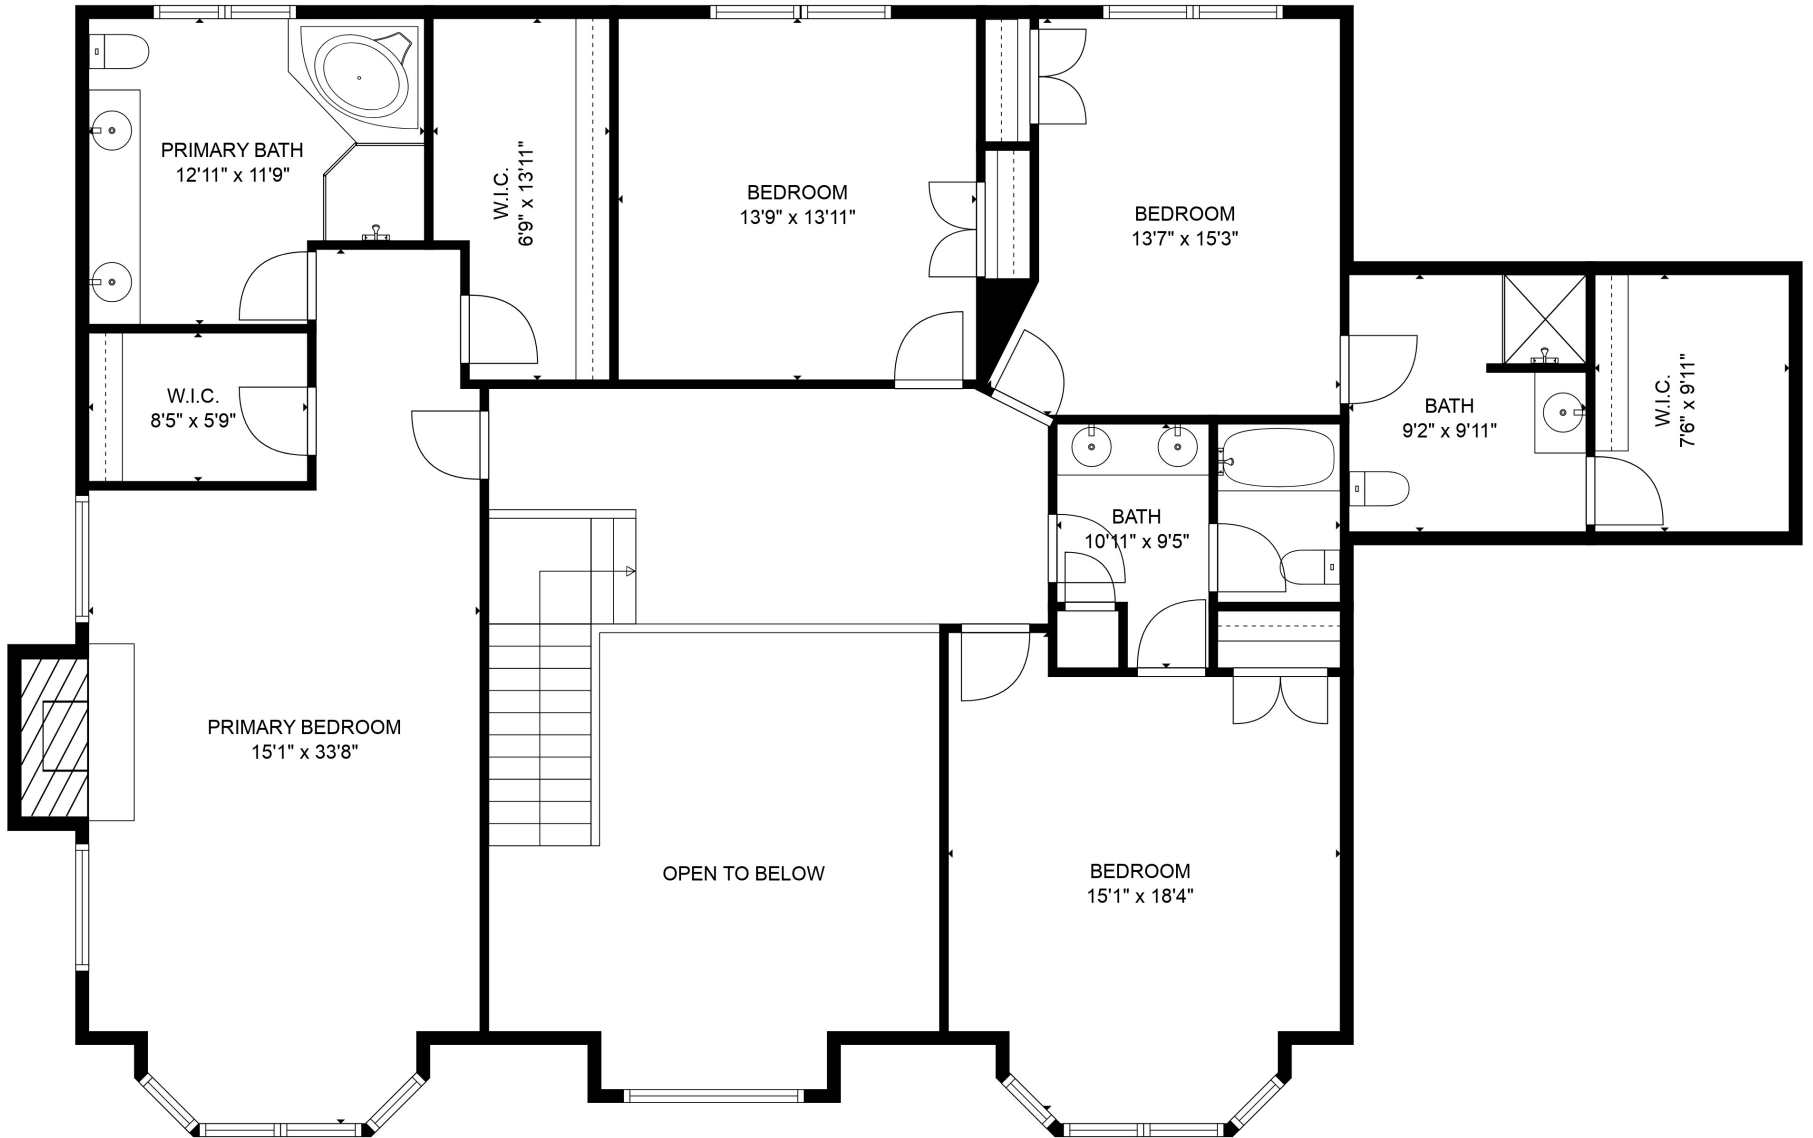 PRIMARY BATH
12'11" x 11'9"
W.I.C.
6'9" x 13'11"
BEDROOM
13'9" x 13'11"
BEDROOM
13'7" x 15'3"
W.I.C.
8'5" x 5'9"
BATH
9'2" x 9'11"
W.I.C.
7'6" x 9'11"
BATH
10'11" x 9'5"
PRIMARY BEDROOM
15'1" x 33'8"
OPEN TO BELOW
BEDROOM
15'1" x 18'4"